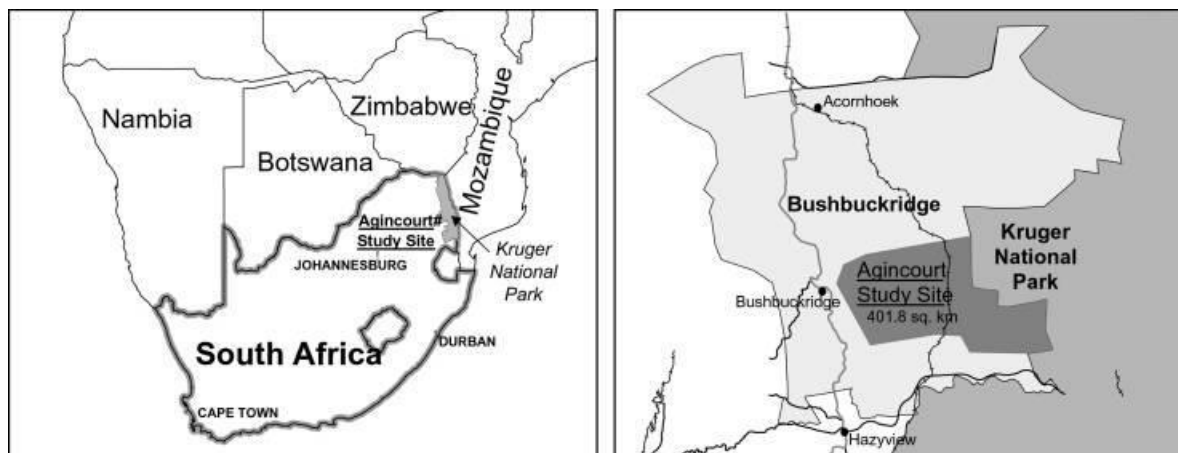 Nambia
Zimbabwe
Botswana
Mozambique
Agincourt#
Study Site
Kruger
National
Park
JOHANNESBURG
South Africa
DURBAN
CAPE TOWN
Acornhoek
Bushbuckridge
Kruger
National
Park
Agincourt
Study Site
401.8 sq. km
Bushbuckridge
Hazyview